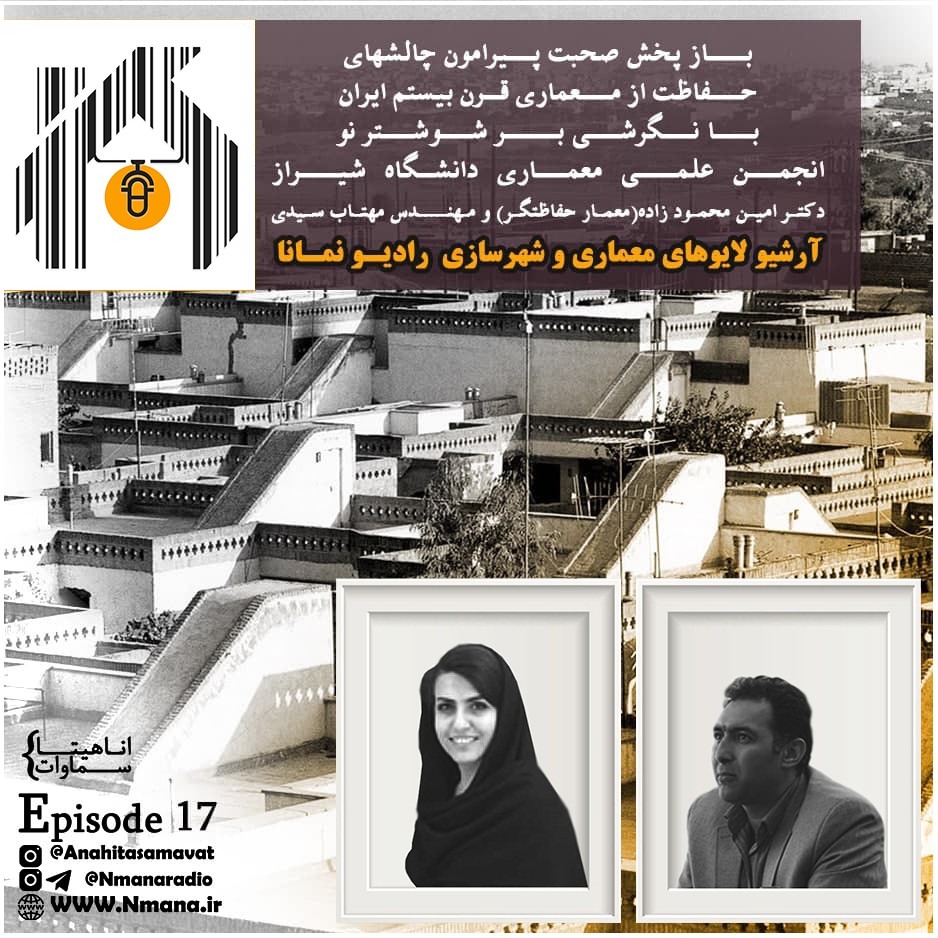 باز پخش صحبت پیرامون چالشهای
حفاظت از معماری قرن بیستم ایران
با نگرشی بر شوشتر نو
انجمن علمی معماری دانشگاه شیراز
دکتر امین محمود زاده(معمار حفاظتگر) و مهندس مهتاب سیدی
آرشیو لایوهای معماری و شهرسازی رادیو نمانا
اناهیتا
سماوات
Episode 17
@Anahitasamavat
@Nmanaradio
WWW.Nmana.ir